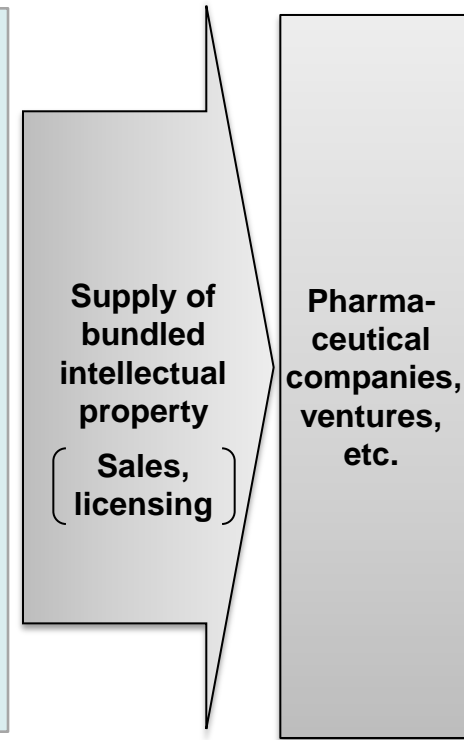 Supply of
bundled
intellectual
property
Sales,
licensing
Pharma-
ceutical
companies,
ventures,
etc.